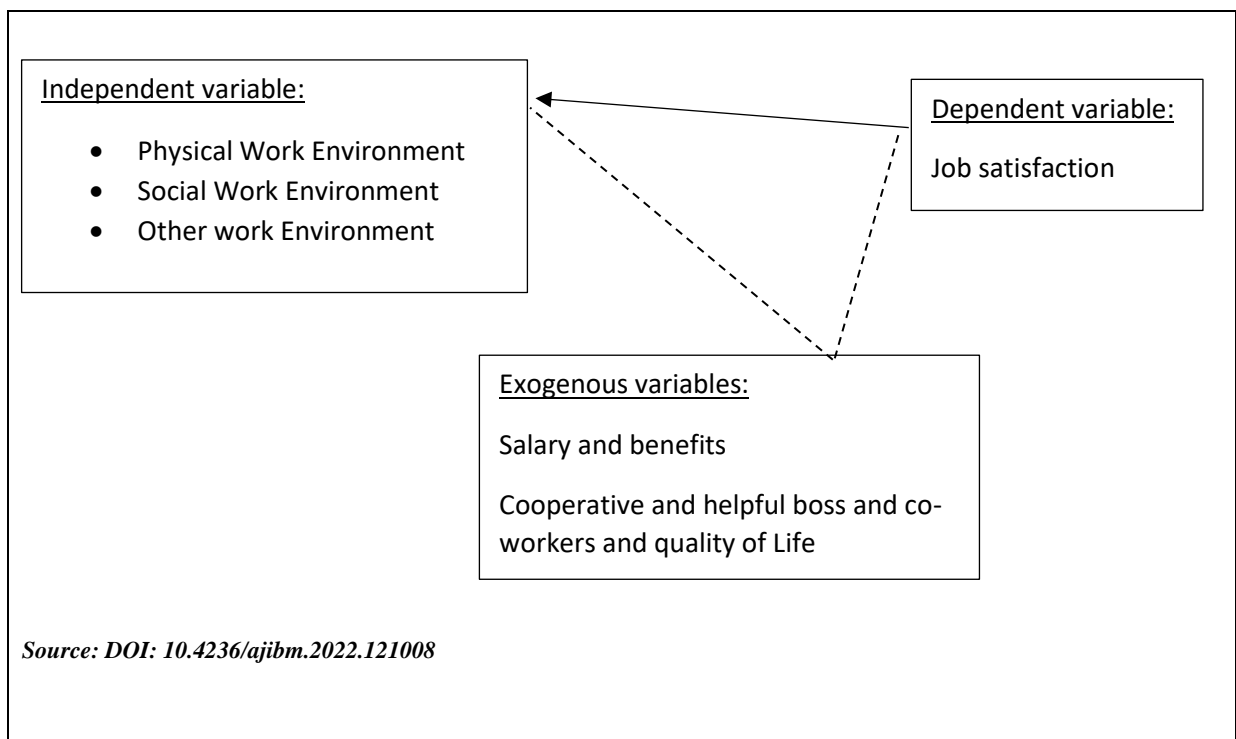 Independent variable:
• Physical Work Environment
• Social Work Environment
• Other work Environment
Dependent variable:
Job satisfaction
Exogenous variables:
Salary and benefits
Cooperative and helpful boss and co-
workers and quality of Life
Source: DOI: 10.4236/ajibm.2022.121008